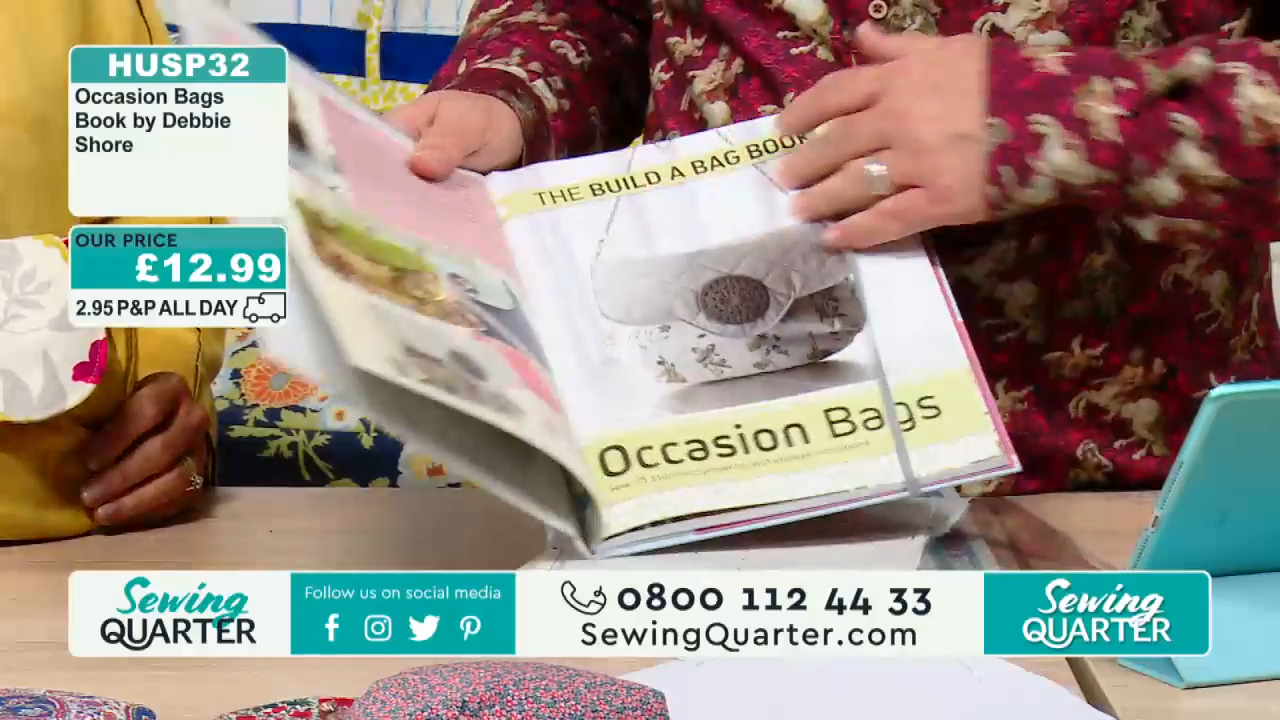 HUSP32
Occasion Bags
Book by Debbie
Shore
OUR PRICE
£12.99
2.95 P&P ALL DAY
THE BUILD A BAG BOOK
Occasion Bags
Sewing
QUARTER
Follow us on social media
0800 112 44 33
SewingQuarter.com
Sewing
QUARTER